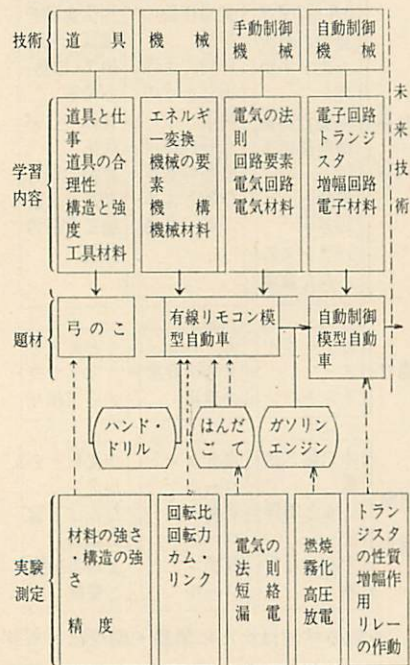 技術
道具
機械
手動制御
機械
自動制御
機械
未来技術
学習
内容
道具と仕
事
道具の合
理性
構造と強
度
工具材料
エネルギ
ー変換
機械の要
素
機構
機械材料
電気の法
則
回路要素
電気回路
電気材料
電子回路
トランジ
スタ
増幅回路
電子材料
題材
弓のこ
有線リモコン模
型自動車
自動制御
模型自動
車
ハンド・
ドリル
はんだ
ごて
ガソリン
エンジン
実験
測定
材料の強さ
・構造の強
さ
精度
回転比
回転力
カム・
リンク
電気の
法則
短絡
漏電
燃焼
霧化
高圧
放電
トラン
ジスタ
の性質
増幅作
用
リレー
の作動